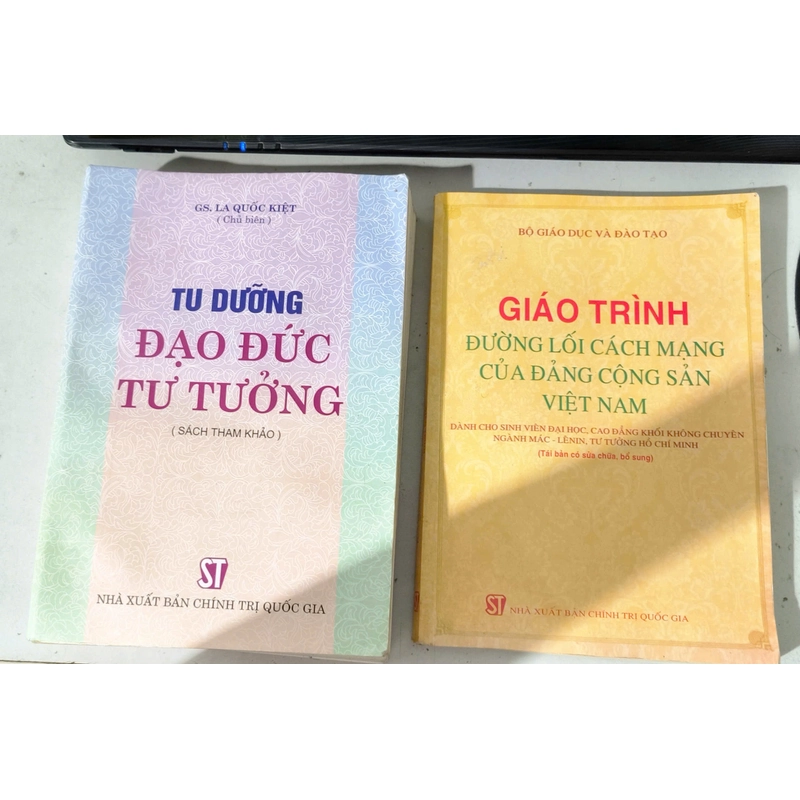 GS. LA QUỐC KIỆT
( Chủ biên )
TU DƯỠNG
ĐẠO ĐỨC
TƯ TƯỞNG
( SÁCH THAM KHẢO )
ST
NHÀ XUẤT BẢN CHÍNH TRỊ QUỐC GIA
BỘ GIÁO DỤC VÀ ĐÀO TẠO
GIÁO TRÌNH
ĐƯỜNG LỐI CÁCH MẠNG
CỦA ĐẢNG CỘNG SẢN
VIỆT NAM
DÀNH CHO SINH VIÊN ĐẠI HỌC, CAO ĐẲNG KHỐI KHÔNG CHUYÊN
NGÀNH MÁC - LÊNIN, TƯ TƯỞNG HỒ CHÍ MINH
(Tái bản có sửa chữa, bổ sung)
ST NHÀ XUẤT BẢN CHÍNH TRỊ QUỐC GIA